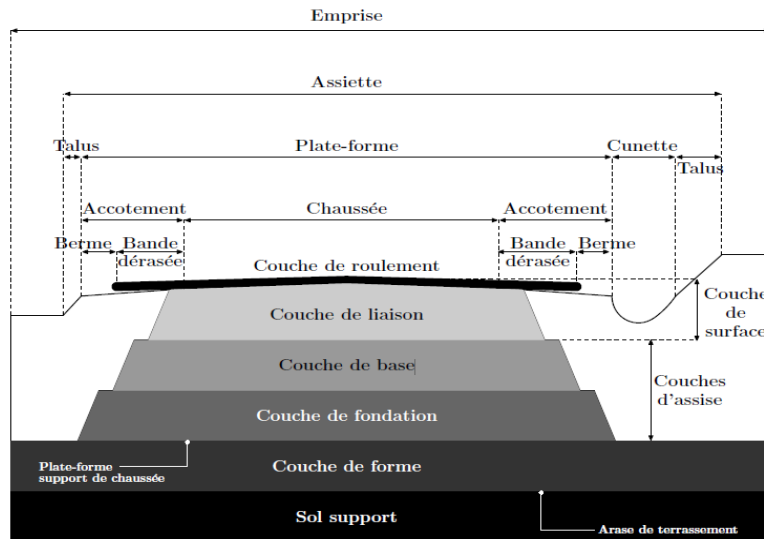 Emprise
Assiette
Talus
Plate-forme
Cunette
Talus
Accotement
Chaussée
Accotement
Berme
Bande
dérasée
Bande
dérasée
Berme
Couche de roulement
Couche
de
surface
Couche de liaison
Couche de base
Couches
d'assise
Couche de fondation
Plate-forme
support de chaussée
Couche de forme
Sol support
Arase de terrassement